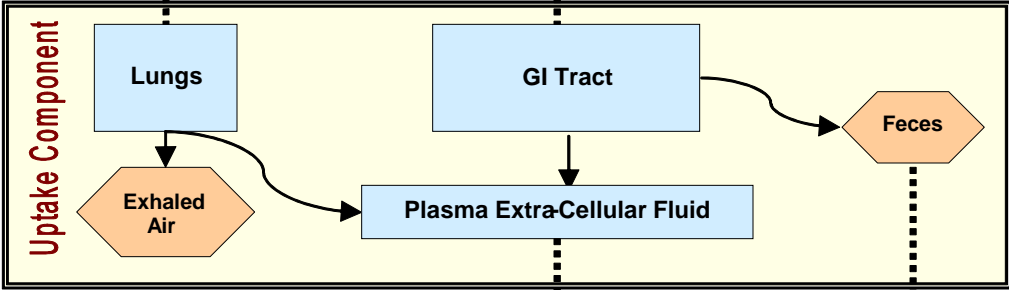 Uptake Component
Lungs
GI Tract
Feces
Exhaled
Air
Plasma Extra-Cellular Fluid